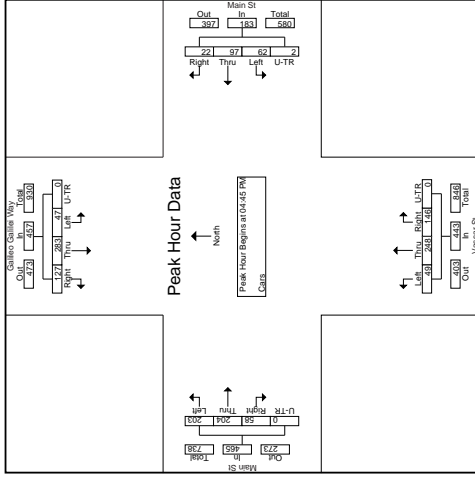 Main St
Out In Total
397 183 580
22 97 62 2
Right Thru Left U-TR
Galileo Galilei Way
Out In Total
473 457 930
127 283 47 0
Right Thru Left U-TR
Peak Hour Data
North
Peak Hour Begins at 04:45 PM
Cars
Left Thru Right U-TR
49 248 146 0
403 443 846
Out In Total
Main St
Out In Total
273 465 738
0 58 204 203
U-TR Right Thru Left